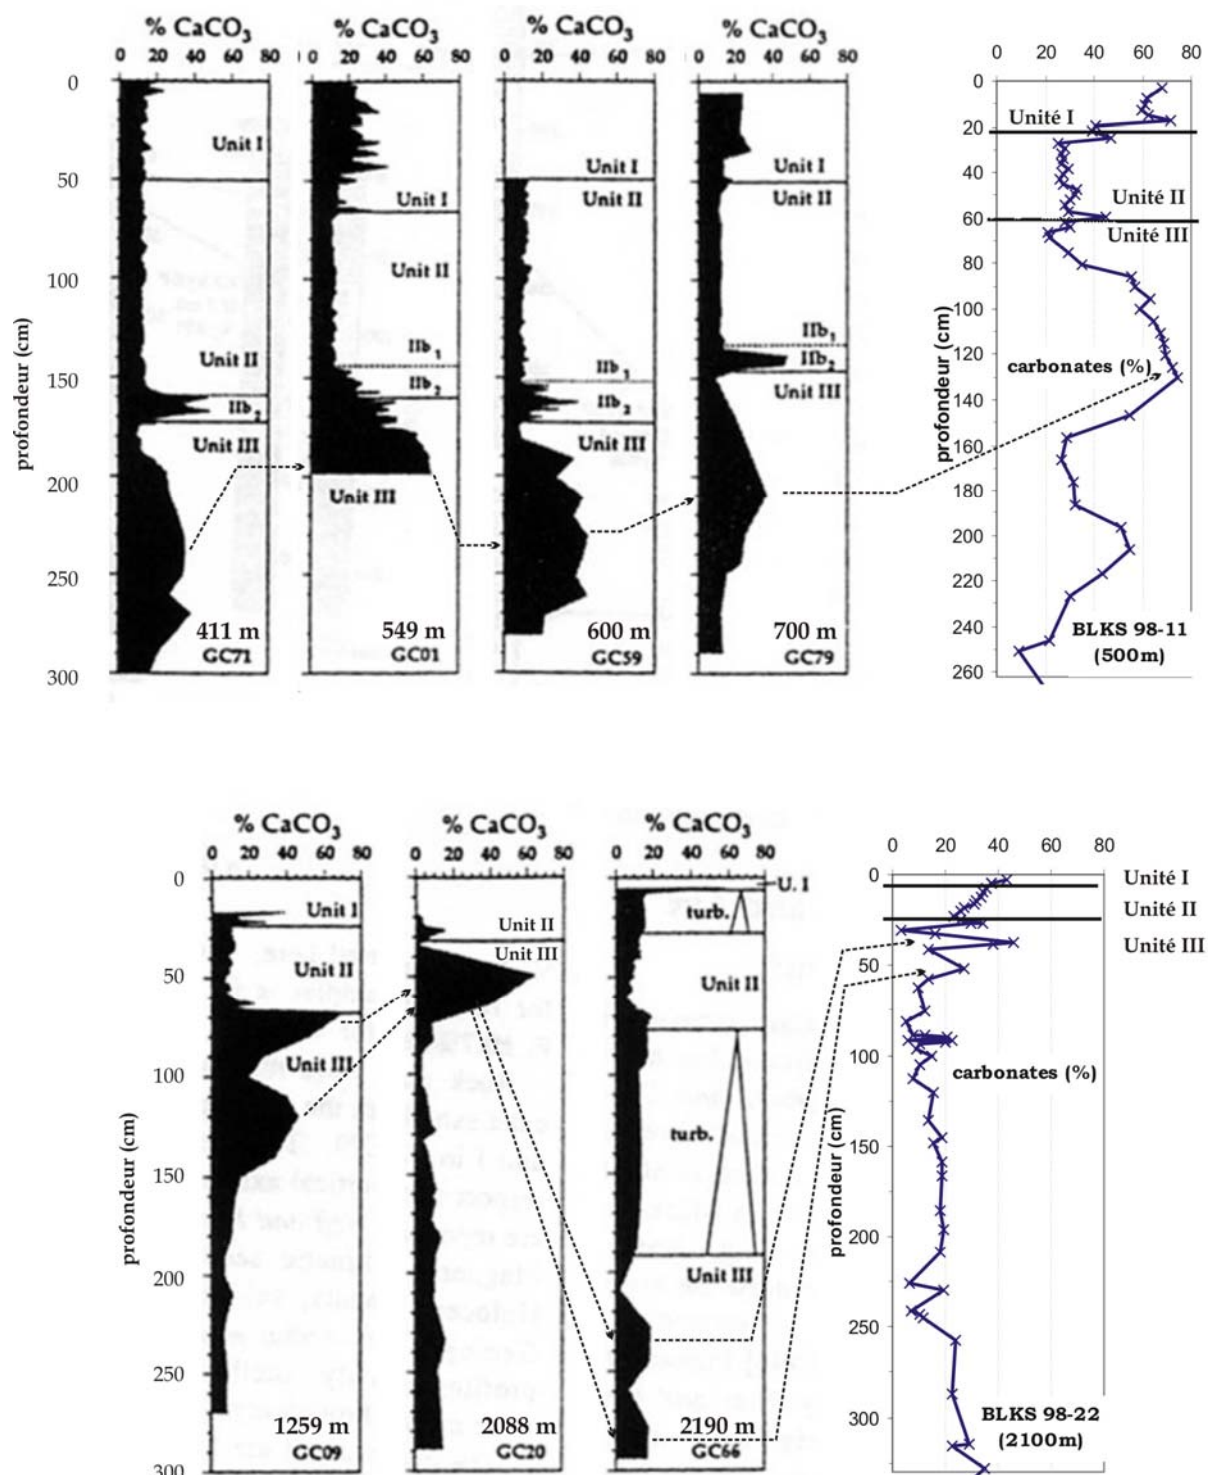 % CaCO3 % CaCO3 % CaCO3 % CaCO3
0 20 40 60 80 0 20 40 60 80 0 20 40 60 80 0 20 40 60 80 0 20 40 60 80
0
50
100
150
200
250
300
profondeur (cm)
Unit I
Unit II
IIb2
Unit III
411 m
GC71
Unit I
Unit II
IIb1
IIb2
Unit III
549 m
GC01
Unit I
Unit II
IIb1
IIb2
Unit III
600 m
GC59
Unit I
Unit II
IIb1
IIb2
Unit III
700 m
GC79
0
20
40
60
80
100
120
140
160
180
200
220
240
260
profondeur (cm)
Unité I
Unité II
Unité III
carbonates (%)
BLKS 98-11
(500m)
% CaCO3 % CaCO3 % CaCO3
0 20 40 60 80 0 20 40 60 80 0 20 40 60 80 0 20 40 60 80
0
50
100
150
200
250
300
profondeur (cm)
Unit I
Unit II
Unit III
1259 m
GC09
Unit II
Unit III
2088 m
GC20
U. I
turb.
Unit II
turb.
Unit III
2190 m
GC66
0
50
100
150
200
250
300
profondeur (cm)
Unité I
Unité II
Unité III
carbonates (%)
BLKS 98-22
(2100m)